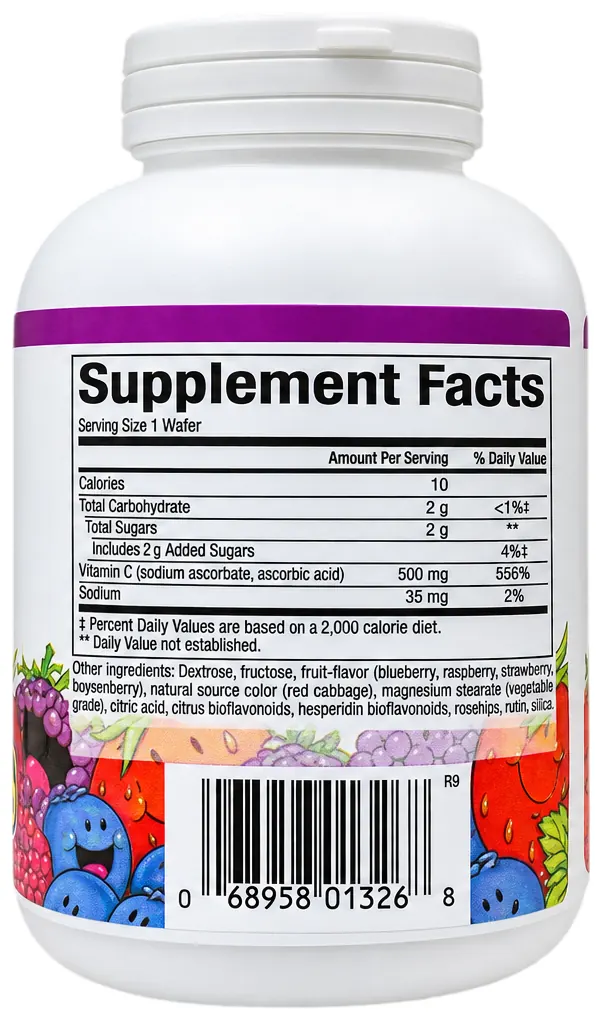 Supplement Facts
Serving Size 1 Wafer
Amount Per Serving % Daily Value
Calories 10
Total Carbohydrate 2 g <1%‡
Total Sugars 2 g **
Includes 2 g Added Sugars 4%‡
Vitamin C (sodium ascorbate, ascorbic acid) 500 mg 556%
Sodium 35 mg 2%
‡ Percent Daily Values are based on a 2,000 calorie diet.
** Daily Value not established.
Other ingredients: Dextrose, fructose, fruit-flavor (blueberry, raspberry, strawberry,
boysenberry), natural source color (red cabbage), magnesium stearate (vegetable
grade), citric acid, citrus bioflavonoids, hesperidin bioflavonoids, rosehips, rutin, silica.
R9
0 68958 01326 8